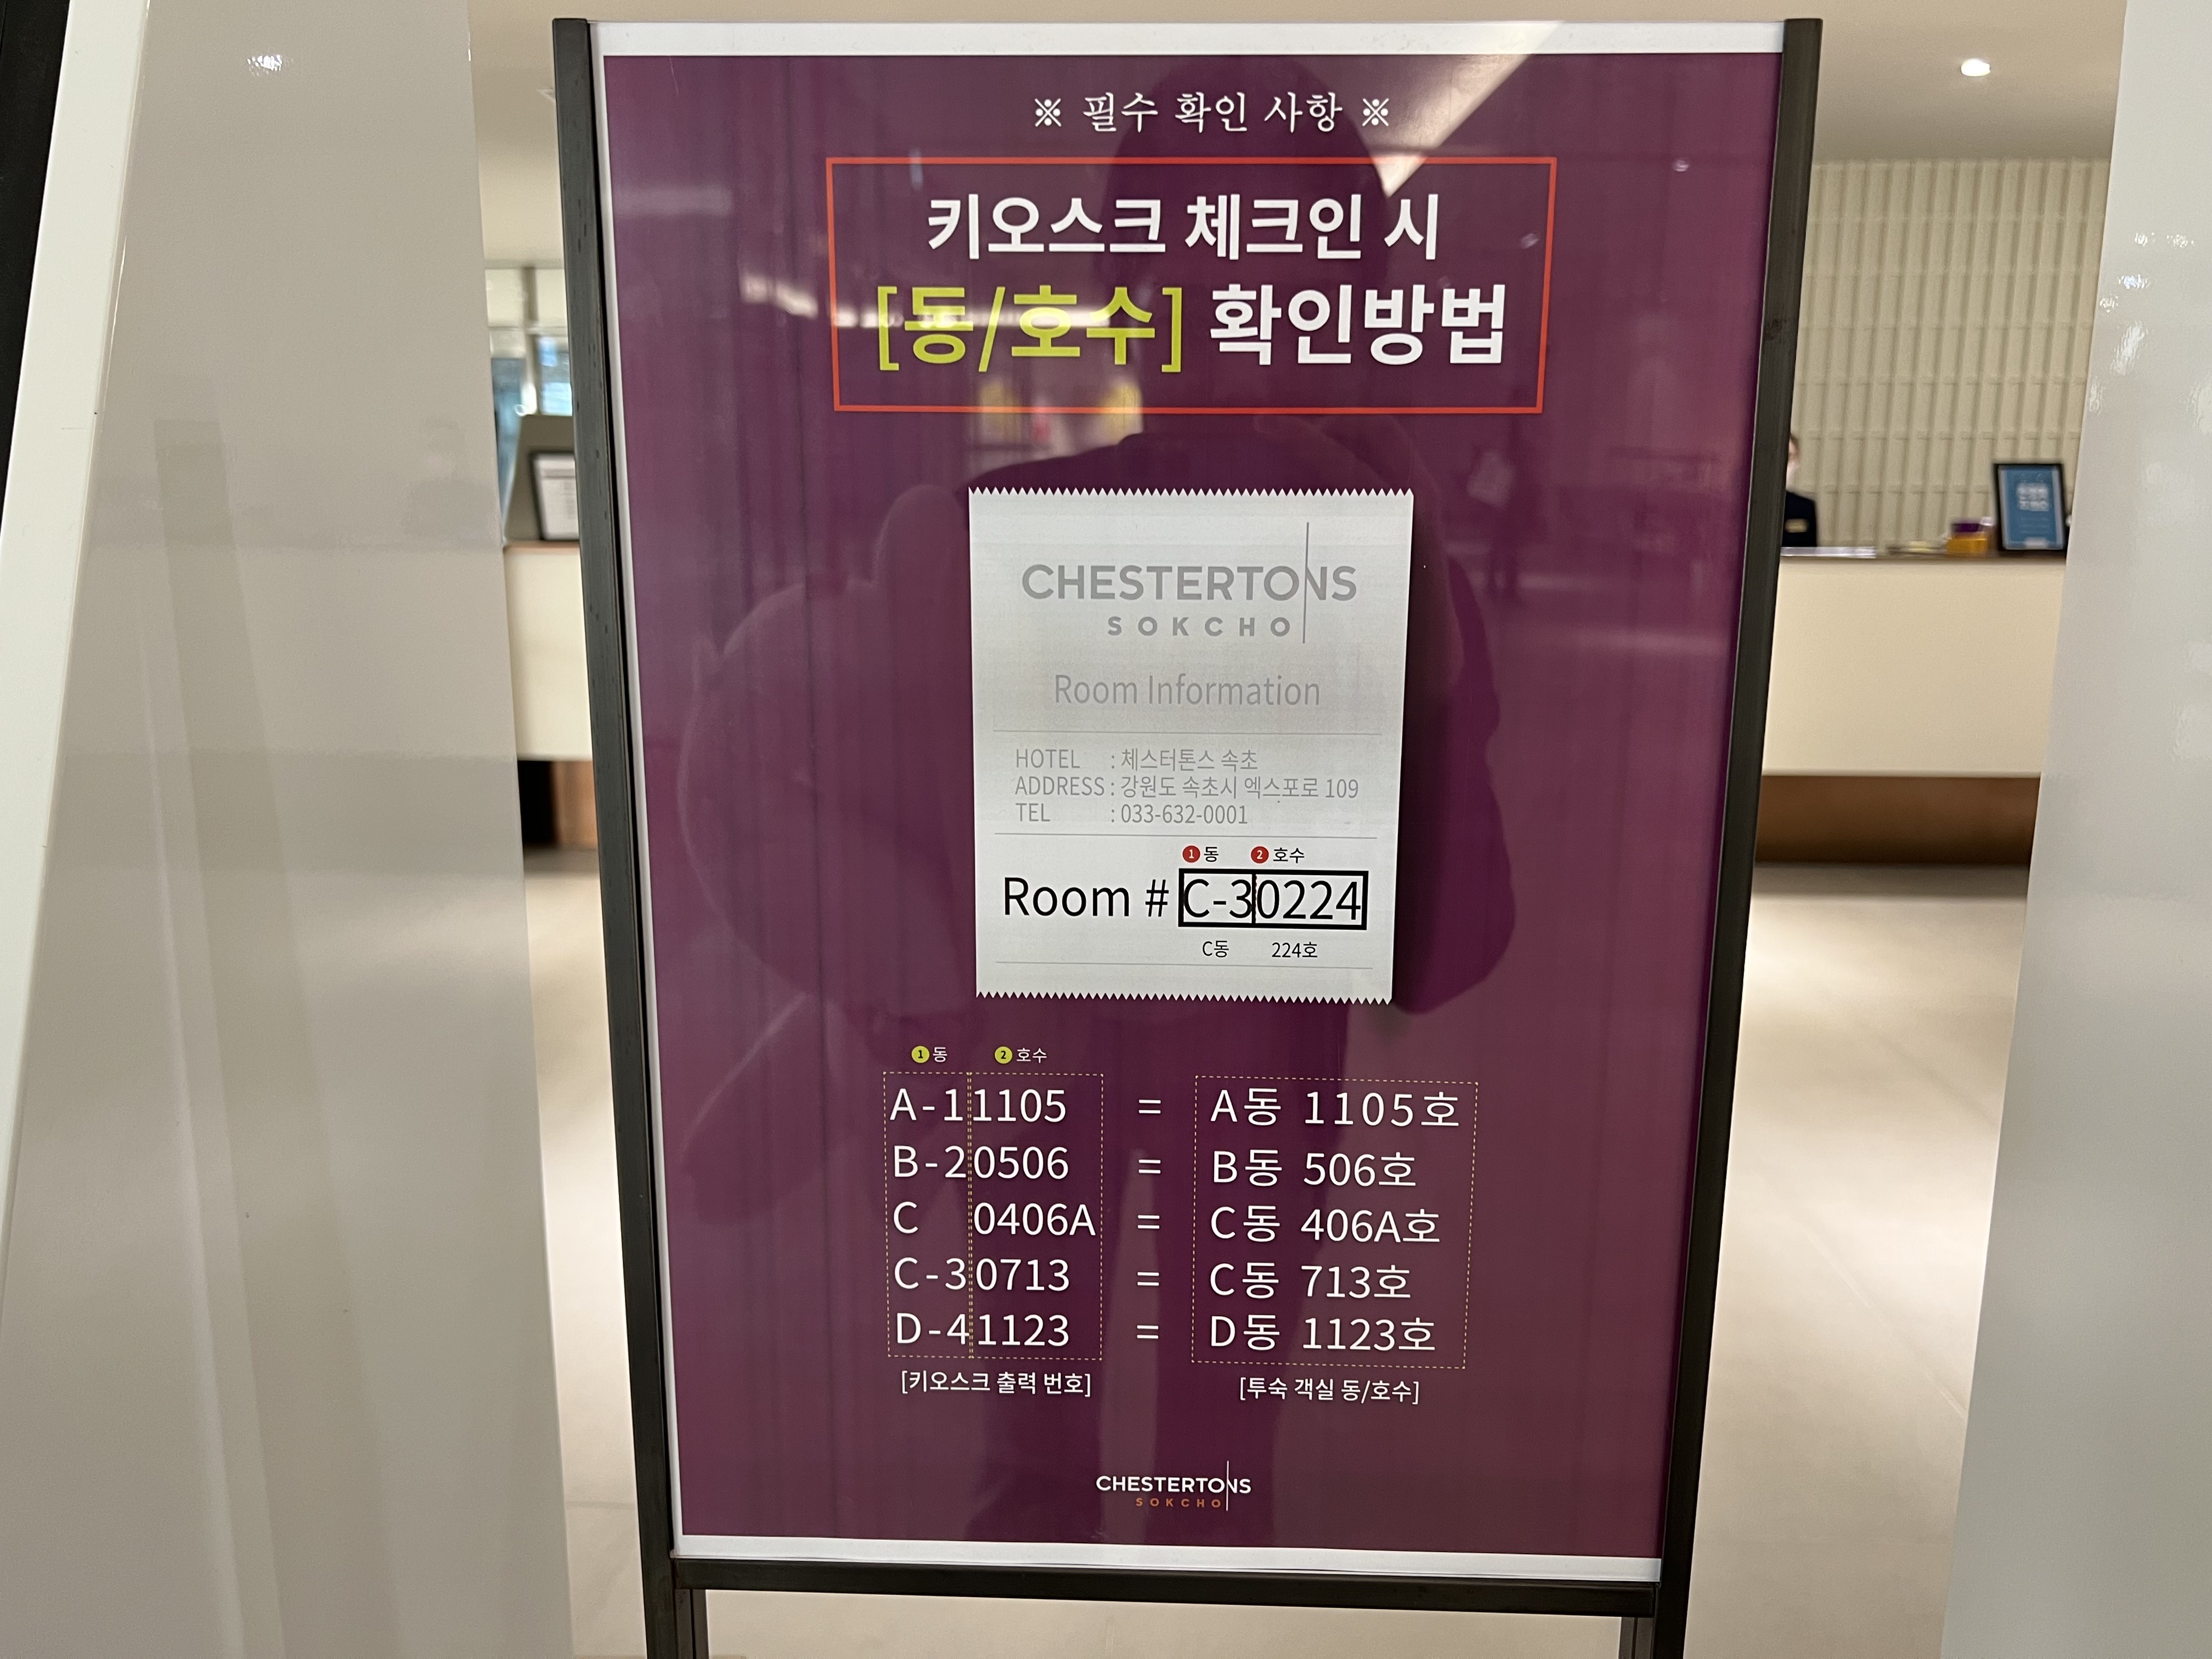 ※ 필수 확인 사항 ※
키오스크 체크인 시
[동/호수] 확인방법
CHESTERTONS
SOKCHO
Room Information
HOTEL : 체스터톤스 속초
ADDRESS : 강원도 속초시 엑스포로 109
TEL : 033-632-0001
1 동 2 호수
Room # C-30224
C동 224호
1 동 2 호수
A-11105 = A동 1105호
B-20506 = B동 506호
C 0406A = C동 406A호
C-30713 = C동 713호
D-41123 = D동 1123호
[키오스크 출력 번호] [투숙 객실 동/호수]
CHESTERTONS
SOKCHO